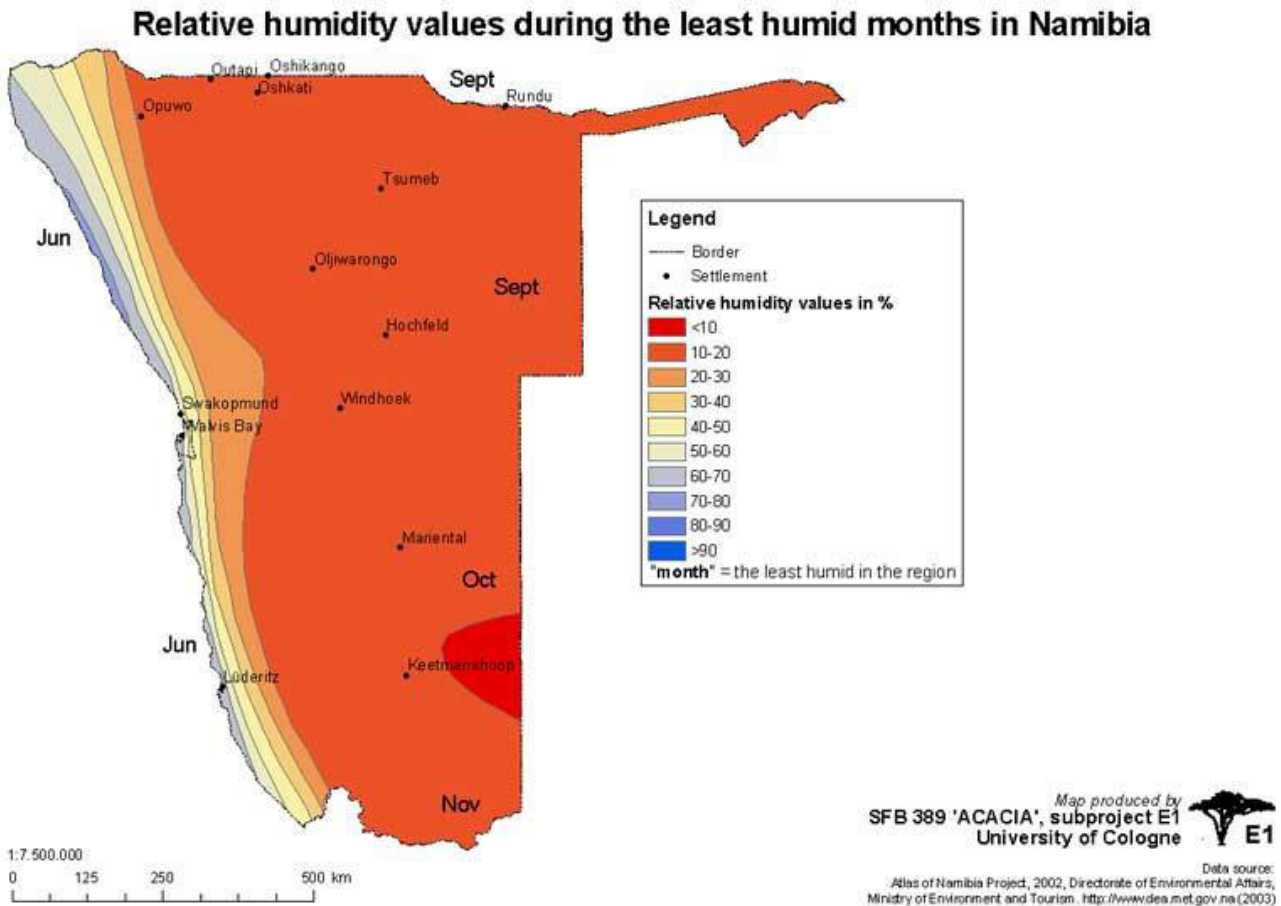 Relative humidity values during the least humid months in Namibia
Outapi
Oshikango
Oshkati
Sept
Rundu
Opuwo
Tsumeb
Jun
Oljiwarongo
Sept
Hochfeld
Swakopmund
Walvis Bay
Windhoek
Mariental
Oct
Jun
Keetmanshoop
Lüderitz
Nov
Legend
Border
Settlement
Relative humidity values in %
<10
10-20
20-30
30-40
40-50
50-60
60-70
70-80
80-90
>90
"month" = the least humid in the region
1:7.500.000
0 125 250 500 km
Map produced by
SFB 389 'ACACIA', subproject E1
University of Cologne
E1
Data source:
Atlas of Namibia Project, 2002, Directorate of Environmental Affairs,
Ministry of Environment and Tourism. http://www.dea.met.gov.na (2003)